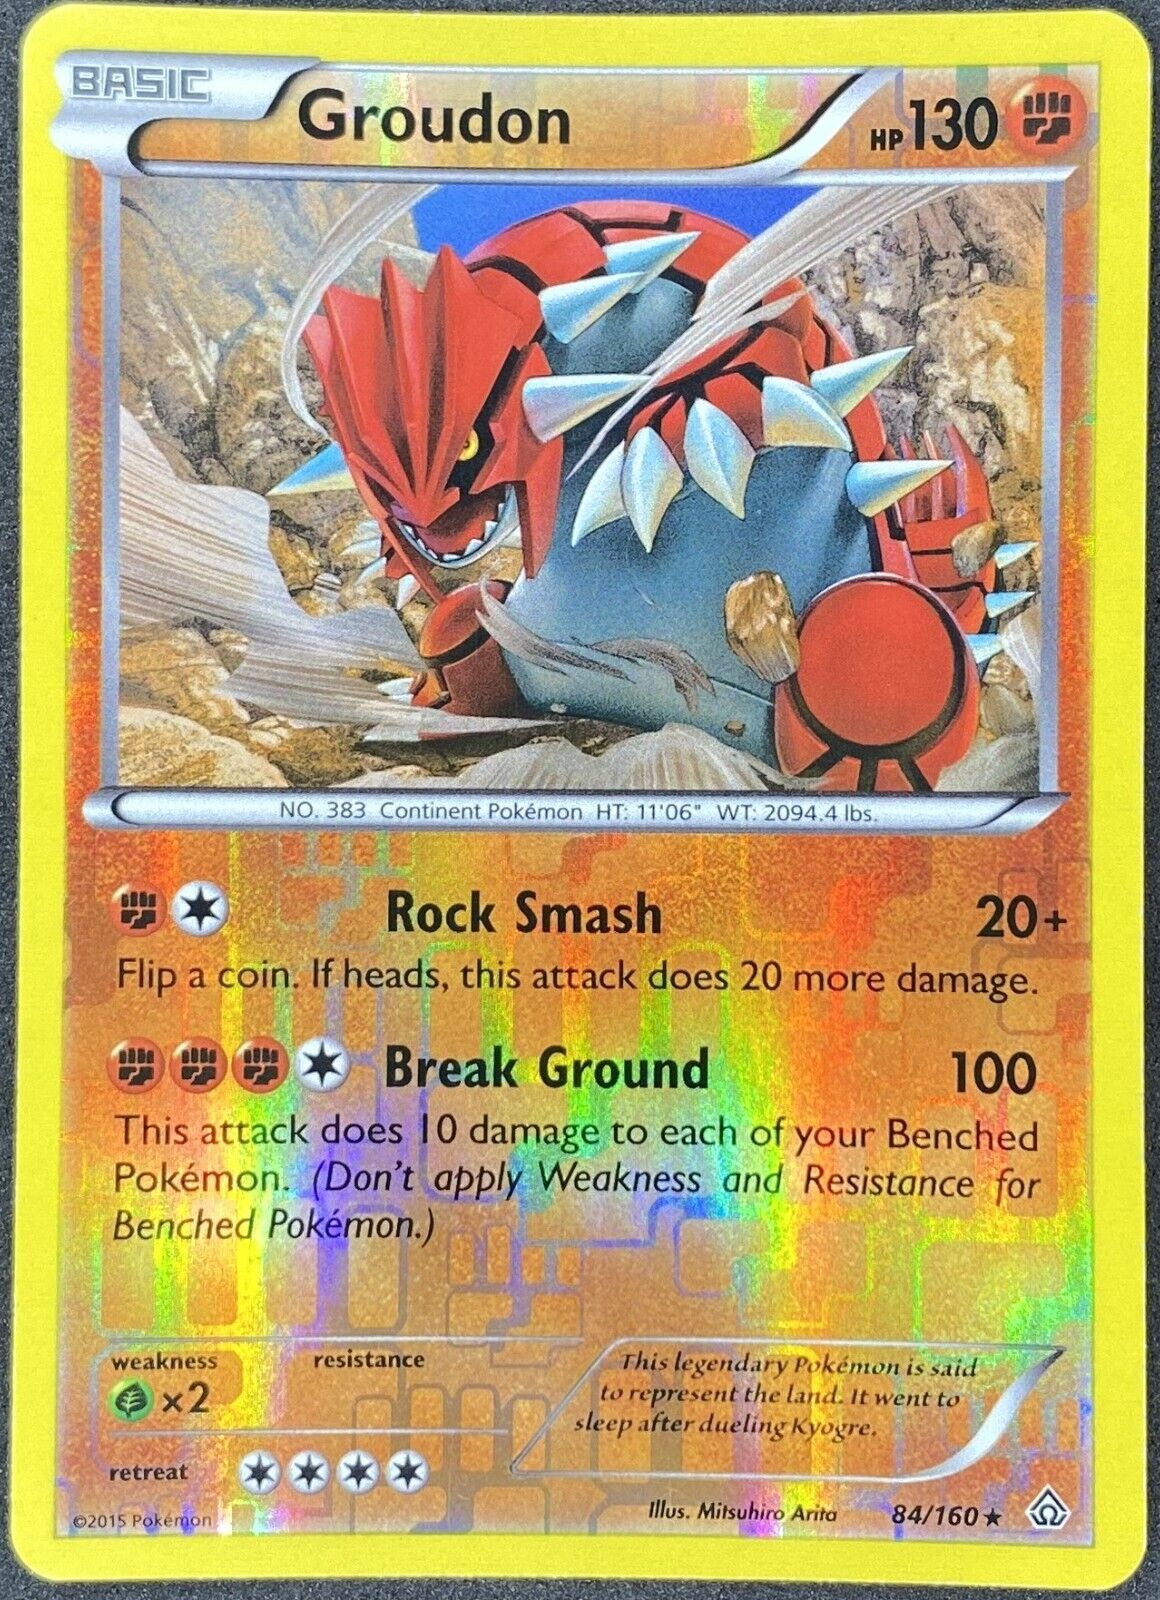 BASIC
Groudon HP 130
NO. 383 Continent Pokémon HT: 11'06" WT: 2094.4 lbs.
Rock Smash 20+
Flip a coin. If heads, this attack does 20 more damage.
Break Ground 100
This attack does 10 damage to each of your Benched
Pokémon. (Don't apply Weakness and Resistance for
Benched Pokémon.)
weakness resistance
×2
This legendary Pokémon is said
to represent the land. It went to
sleep after dueling Kyogre.
retreat
©2015 Pokémon Illus. Mitsuhiro Arita 84/160 ★